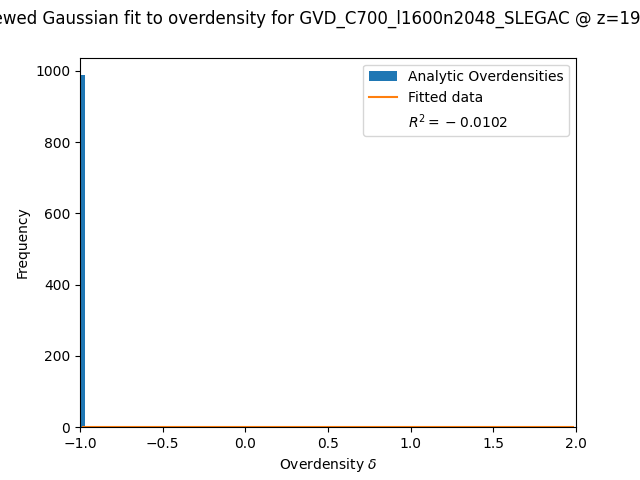 ewed Gaussian fit to overdensity for GVD_C700_l1600n2048_SLEGAC @ z=19
Analytic Overdensities
Fitted data
R² = − 0.0102
Frequency
1000
800
600
400
200
0
−1.0 −0.5 0.0 0.5 1.0 1.5 2.0
Overdensity δ